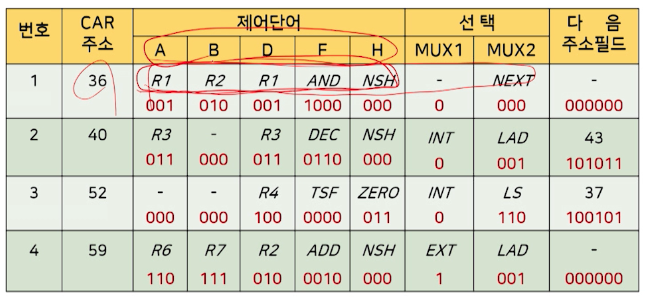 번호 CAR 주소 제어단어 선 택 다 음 주소필드
A B D F H MUX1 MUX2
1 36 R1 R2 R1 AND NSH - NEXT -
001 010 001 1000 000 0 000 000000
2 40 R3 - R3 DEC NSH INT LAD 43
011 000 011 0110 000 0 001 101011
3 52 - - R4 TSF ZERO INT LS 37
000 000 100 0000 011 0 110 100101
4 59 R6 R7 R2 ADD NSH EXT LAD -
110 111 010 0010 000 1 001 000000